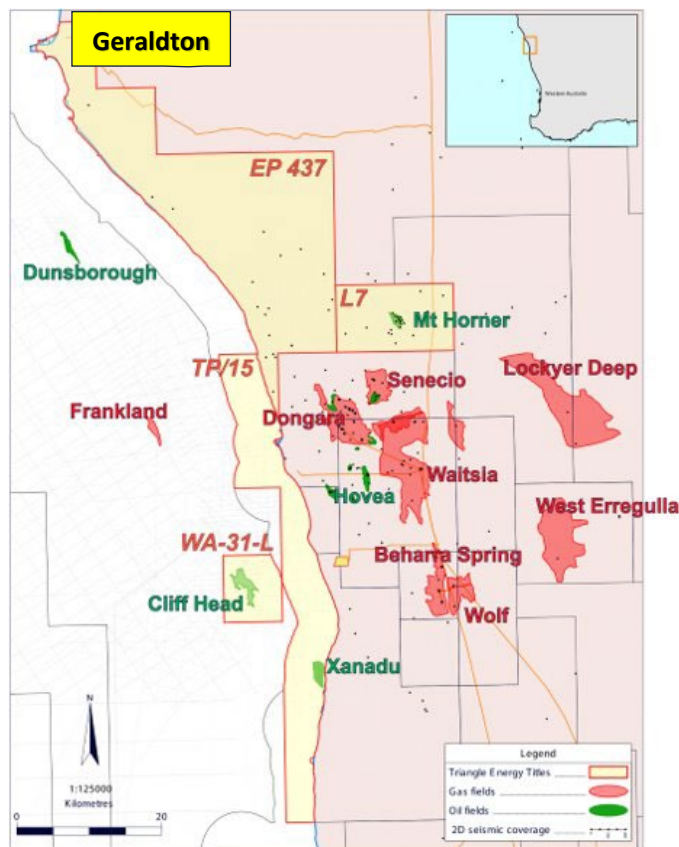 Geraldton
Western Australia
EP 437
Dunsborough
L7
Mt Horner
TP/15
Senecio
Lockyer Deep
Frankland
Dongara
Waitsia
Hovea
West Erregulla
WA-31-L
Beharra Spring
Cliff Head
Wolf
Xanadu
N
1:125000
Kilometres
0 20
Legend
Triangle Energy Titles
Gas fields
Oil fields
2D seismic coverage